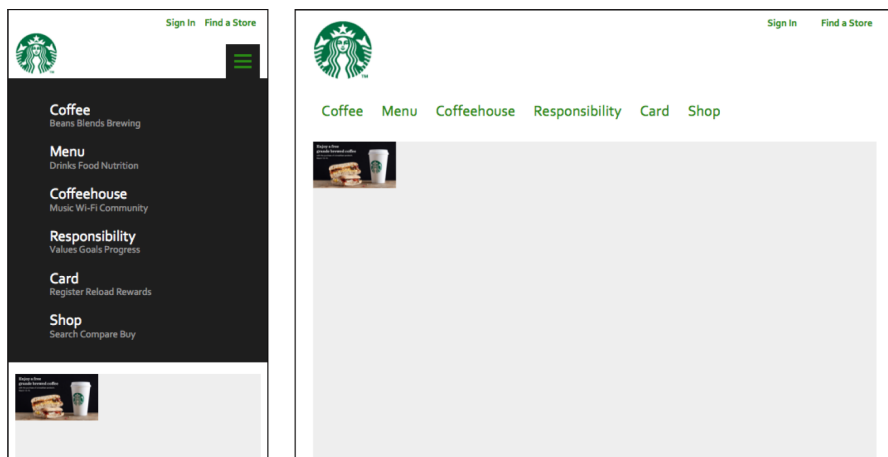 Sign In Find a Store
Coffee
Beans Blends Brewing
Menu
Drinks Food Nutrition
Coffeehouse
Music Wi-Fi Community
Responsibility
Values Goals Progress
Card
Register Reload Rewards
Shop
Search Compare Buy
Enjoy a free
grande brewed coffee
Sign In Find a Store
TM
Coffee Menu Coffeehouse Responsibility Card Shop
Enjoy a free
grande brewed coffee